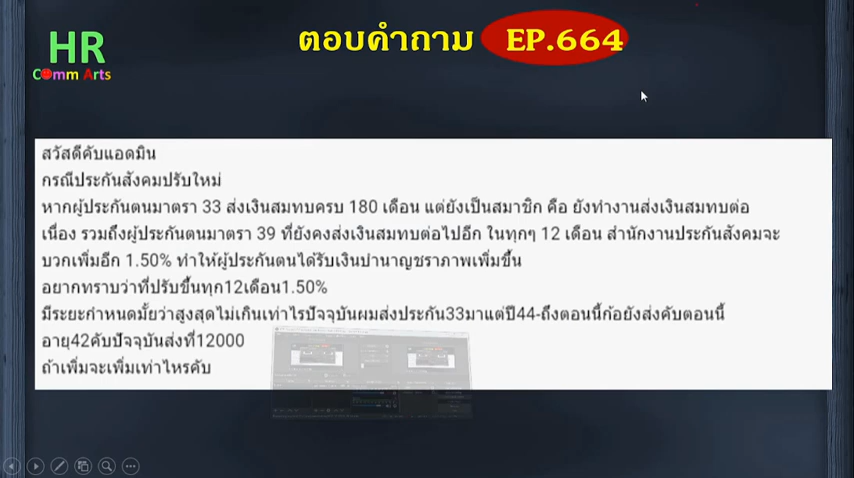 HR
Comm Arts
ตอบคำถาม EP.664
สวัสดีคับแอดมิน
กรณีประกันสังคมปรับใหม่
หากผู้ประกันตนมาตรา 33 ส่งเงินสมทบครบ 180 เดือน แต่ยังเป็นสมาชิก คือ ยังทำงานส่งเงินสมทบต่อ
เนื่อง รวมถึงผู้ประกันตนมาตรา 39 ที่ยังคงส่งเงินสมทบต่อไปอีก ในทุกๆ 12 เดือน สำนักงานประกันสังคมจะ
บวกเพิ่มอีก 1.50% ทำให้ผู้ประกันตนได้รับเงินบำนาญชราภาพเพิ่มขึ้น
อยากทราบว่าที่ปรับขึ้นทุก12เดือน1.50%
มีระยะกำหนดมั้ยว่าสูงสุดไม่เกินเท่าไรปัจจุบันผมส่งประกัน33มาแต่ปี44-ถึงตอนนี้ก้อยังส่งคับตอนนี้
อายุ42คับปัจจุบันส่งที่12000
ถ้าเพิ่มจะเพิ่มเท่าไหรคับ